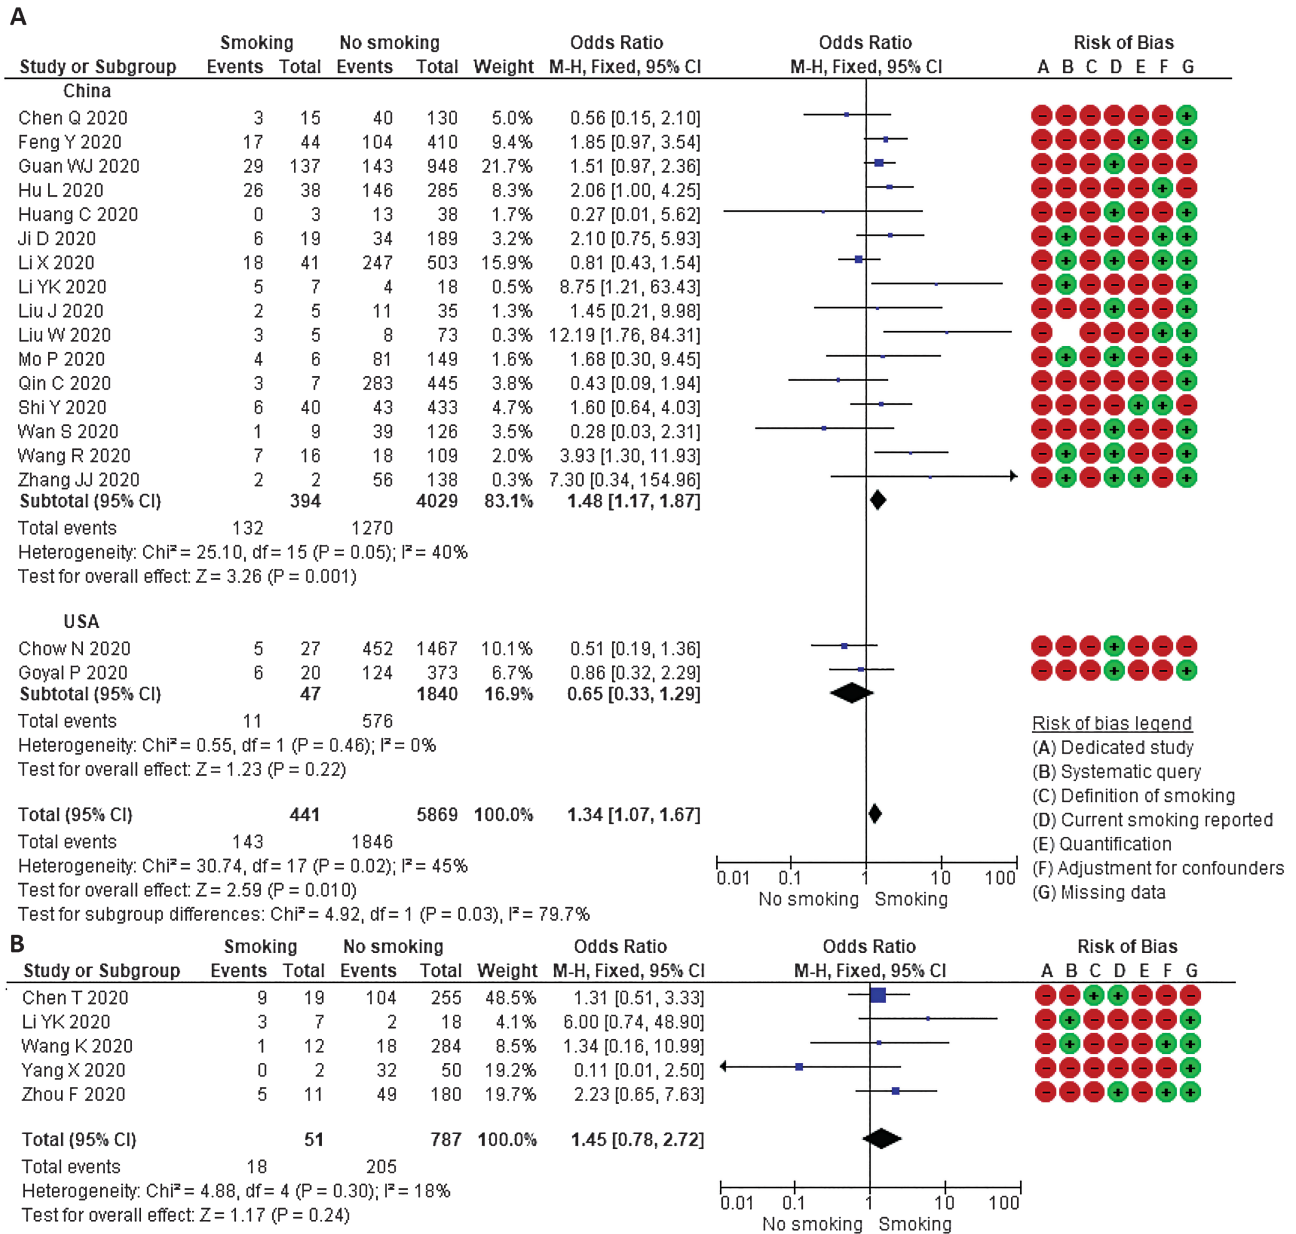 A
Smoking No smoking Odds Ratio Odds Ratio Risk of Bias
Study or Subgroup Events Total Events Total Weight M-H, Fixed, 95% CI M-H, Fixed, 95% CI A B C D E F G
China
Chen Q 2020 3 15 40 130 5.0% 0.56 [0.15, 2.10] − − − − − − +
Feng Y 2020 17 44 104 410 9.4% 1.85 [0.97, 3.54] − − − − + − +
Guan WJ 2020 29 137 143 948 21.7% 1.51 [0.97, 2.36] − − − + − − −
Hu L 2020 26 38 146 285 8.3% 2.06 [1.00, 4.25] − − − − − + −
Huang C 2020 0 3 13 38 1.7% 0.27 [0.01, 5.62] − − − + − − +
Ji D 2020 6 19 34 189 3.2% 2.10 [0.75, 5.93] − + − − − + +
Li X 2020 18 41 247 503 15.9% 0.81 [0.43, 1.54] − + − + − + +
Li YK 2020 5 7 4 18 0.5% 8.75 [1.21, 63.43] − + − − − − +
Liu J 2020 2 5 11 35 1.3% 1.45 [0.21, 9.98] − − − + − − +
Liu W 2020 3 5 8 73 0.3% 12.19 [1.76, 84.31] − − − − + +
Mo P 2020 4 6 81 149 1.6% 1.68 [0.30, 9.45] − + − + − − +
Qin C 2020 3 7 283 445 3.8% 0.43 [0.09, 1.94] − − − − − − +
Shi Y 2020 6 40 43 433 4.7% 1.60 [0.64, 4.03] − − − − + + −
Wan S 2020 1 9 39 126 3.5% 0.28 [0.03, 2.31] − − − + − − +
Wang R 2020 7 16 18 109 2.0% 3.93 [1.30, 11.93] − + − + − − +
Zhang JJ 2020 2 2 56 138 0.3% 7.30 [0.34, 154.96] − + − + + − +
Subtotal (95% CI) 394 4029 83.1% 1.48 [1.17, 1.87]
Total events 132 1270
Heterogeneity: Chi² = 25.10, df = 15 (P = 0.05); I² = 40%
Test for overall effect: Z = 3.26 (P = 0.001)
USA
Chow N 2020 5 27 452 1467 10.1% 0.51 [0.19, 1.36] − − − + − − −
Goyal P 2020 6 20 124 373 6.7% 0.86 [0.32, 2.29] − − − + − − +
Subtotal (95% CI) 47 1840 16.9% 0.65 [0.33, 1.29]
Total events 11 576
Heterogeneity: Chi² = 0.55, df = 1 (P = 0.46); I² = 0%
Test for overall effect: Z = 1.23 (P = 0.22)
Total (95% CI) 441 5869 100.0% 1.34 [1.07, 1.67]
Total events 143 1846
Heterogeneity: Chi² = 30.74, df = 17 (P = 0.02); I² = 45%
Test for overall effect: Z = 2.59 (P = 0.010)
Test for subgroup differences: Chi² = 4.92, df = 1 (P = 0.03), I² = 79.7%
0.01 0.1 1 10 100
No smoking Smoking
Risk of bias legend
(A) Dedicated study
(B) Systematic query
(C) Definition of smoking
(D) Current smoking reported
(E) Quantification
(F) Adjustment for confounders
(G) Missing data
B
Smoking No smoking Odds Ratio Odds Ratio Risk of Bias
Study or Subgroup Events Total Events Total Weight M-H, Fixed, 95% CI M-H, Fixed, 95% CI A B C D E F G
Chen T 2020 9 19 104 255 48.5% 1.31 [0.51, 3.33] − − + + − − −
Li YK 2020 3 7 2 18 4.1% 6.00 [0.74, 48.90] − + − − − − +
Wang K 2020 1 12 18 284 8.5% 1.34 [0.16, 10.99] − + − − − + +
Yang X 2020 0 2 32 50 19.2% 0.11 [0.01, 2.50] − − − − − − +
Zhou F 2020 5 11 49 180 19.7% 2.23 [0.65, 7.63] − − − + − + +
Total (95% CI) 51 787 100.0% 1.45 [0.78, 2.72]
Total events 18 205
Heterogeneity: Chi² = 4.88, df = 4 (P = 0.30); I² = 18%
Test for overall effect: Z = 1.17 (P = 0.24)
0.01 0.1 1 10 100
No smoking Smoking